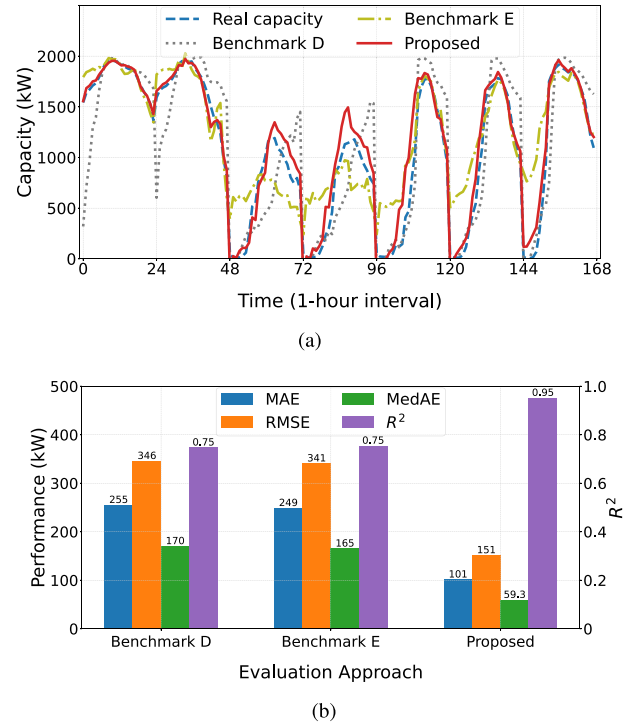 Real capacity
Benchmark D
Benchmark E
Proposed
Capacity (kW)
2000
1500
1000
500
0
0 24 48 72 96 120 144 168
Time (1-hour interval)
(a)
MAE
RMSE
MedAE
R²
Performance (kW)
500
400
300
200
100
0
R²
1.0
0.8
0.6
0.4
0.2
0
255 346 170 0.75
249 341 165 0.75
101 151 59.3 0.95
Benchmark D Benchmark E Proposed
Evaluation Approach
(b)